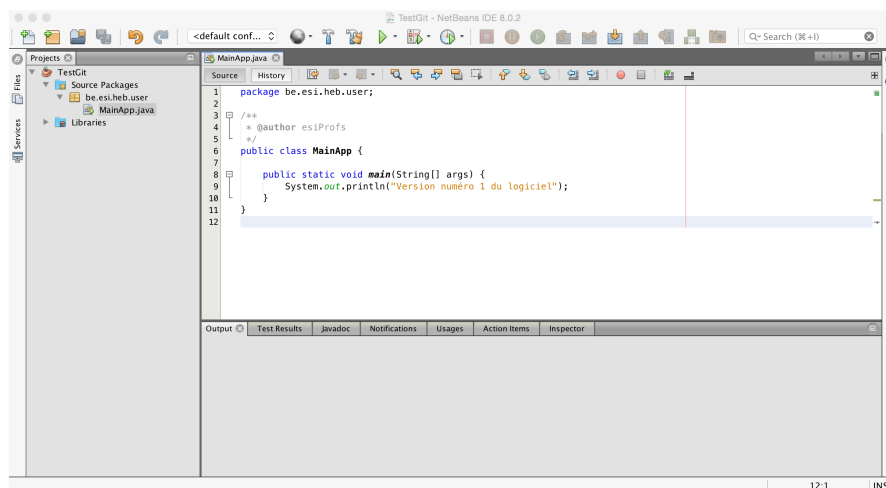 TestGit - NetBeans IDE 8.0.2
<default conf...
Search (⌘+I)
Projects
MainApp.java
Files
Services
TestGit
Source Packages
be.esi.heb.user
MainApp.java
Libraries
Source History
1 package be.esi.heb.user;
2
3 /**
4 * @author esiProfs
5 */
6 public class MainApp {
7
8 public static void main(String[] args) {
9 System.out.println("Version numéro 1 du logiciel");
10 }
11 }
12
Output Test Results Javadoc Notifications Usages Action Items Inspector
12:1 INS